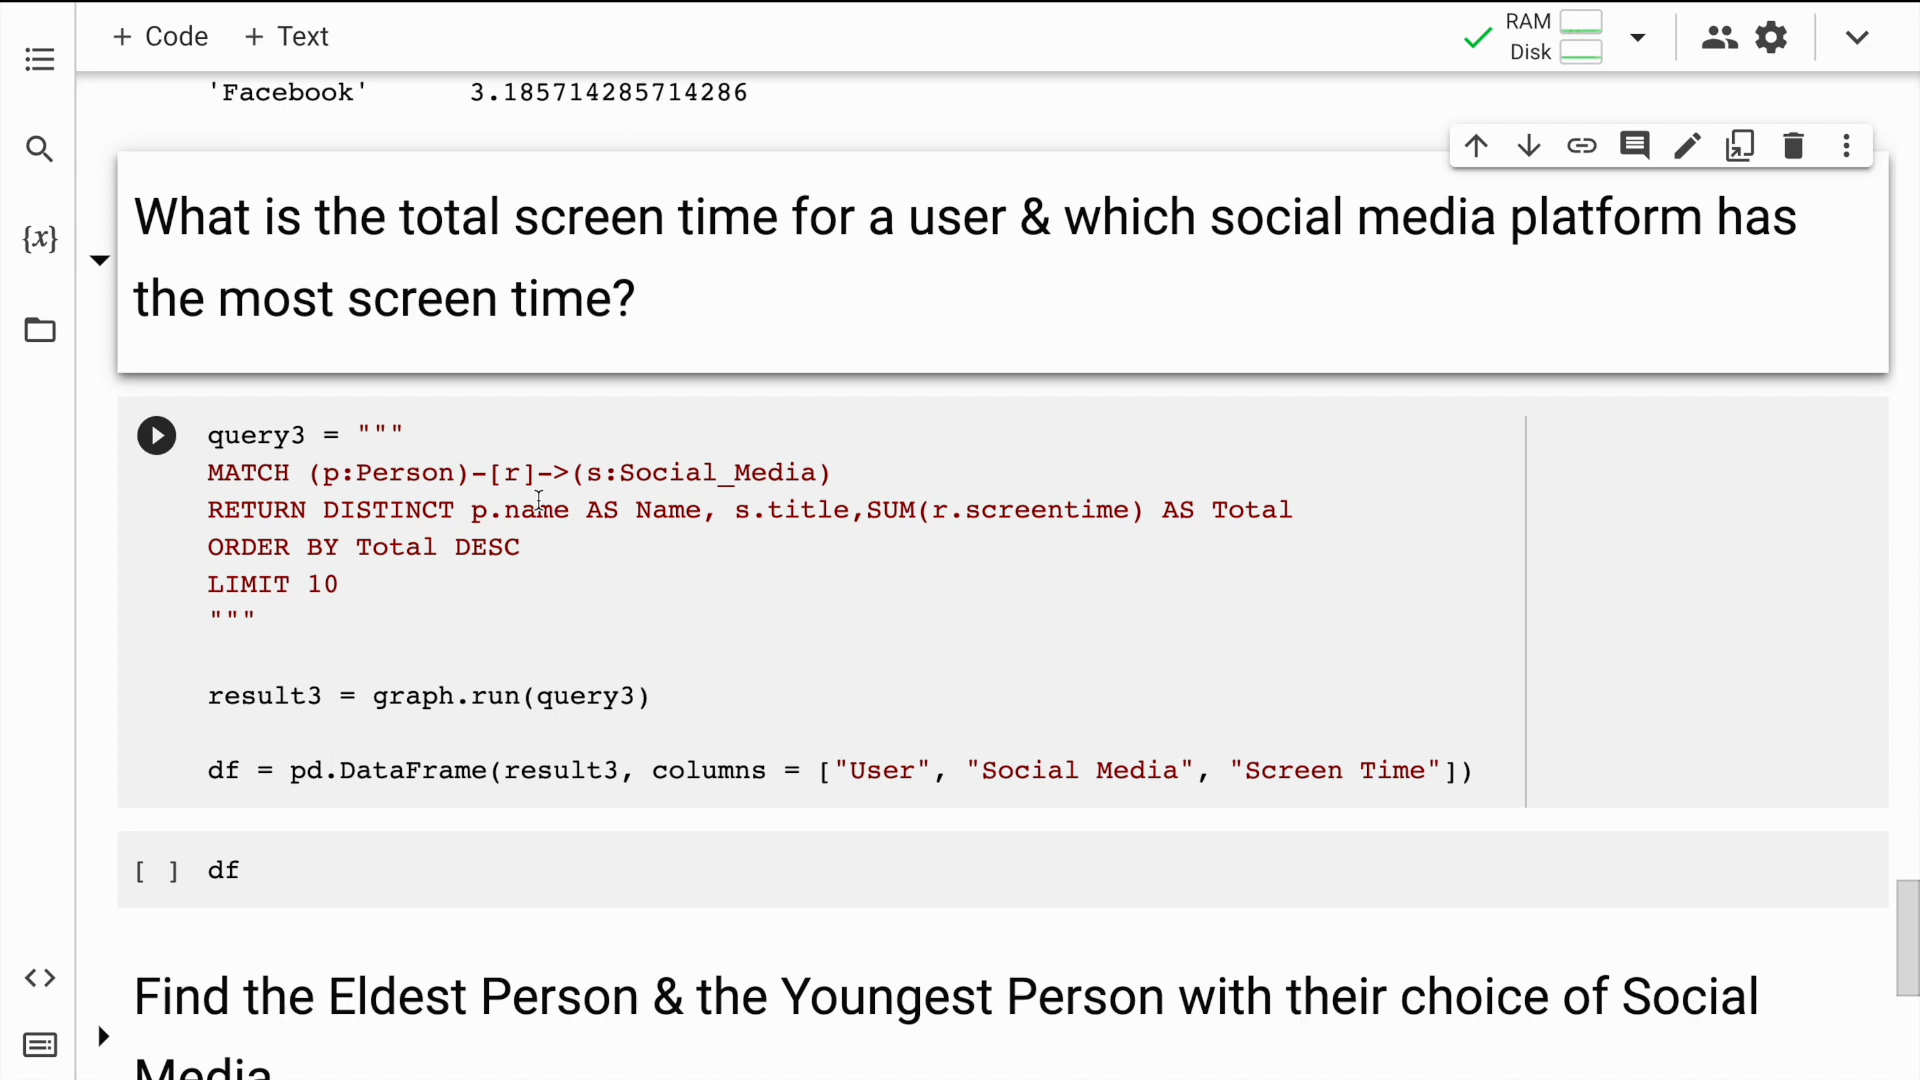 + Code + Text
RAM
Disk
'Facebook' 3.185714285714286
{x}
What is the total screen time for a user & which social media platform has
the most screen time?
query3 = """
MATCH (p:Person)-[r]->(s:Social_Media)
RETURN DISTINCT p.name AS Name, s.title,SUM(r.screentime) AS Total
ORDER BY Total DESC
LIMIT 10
"""
result3 = graph.run(query3)
df = pd.DataFrame(result3, columns = ["User", "Social Media", "Screen Time"])
[ ] df
Find the Eldest Person & the Youngest Person with their choice of Social
Media